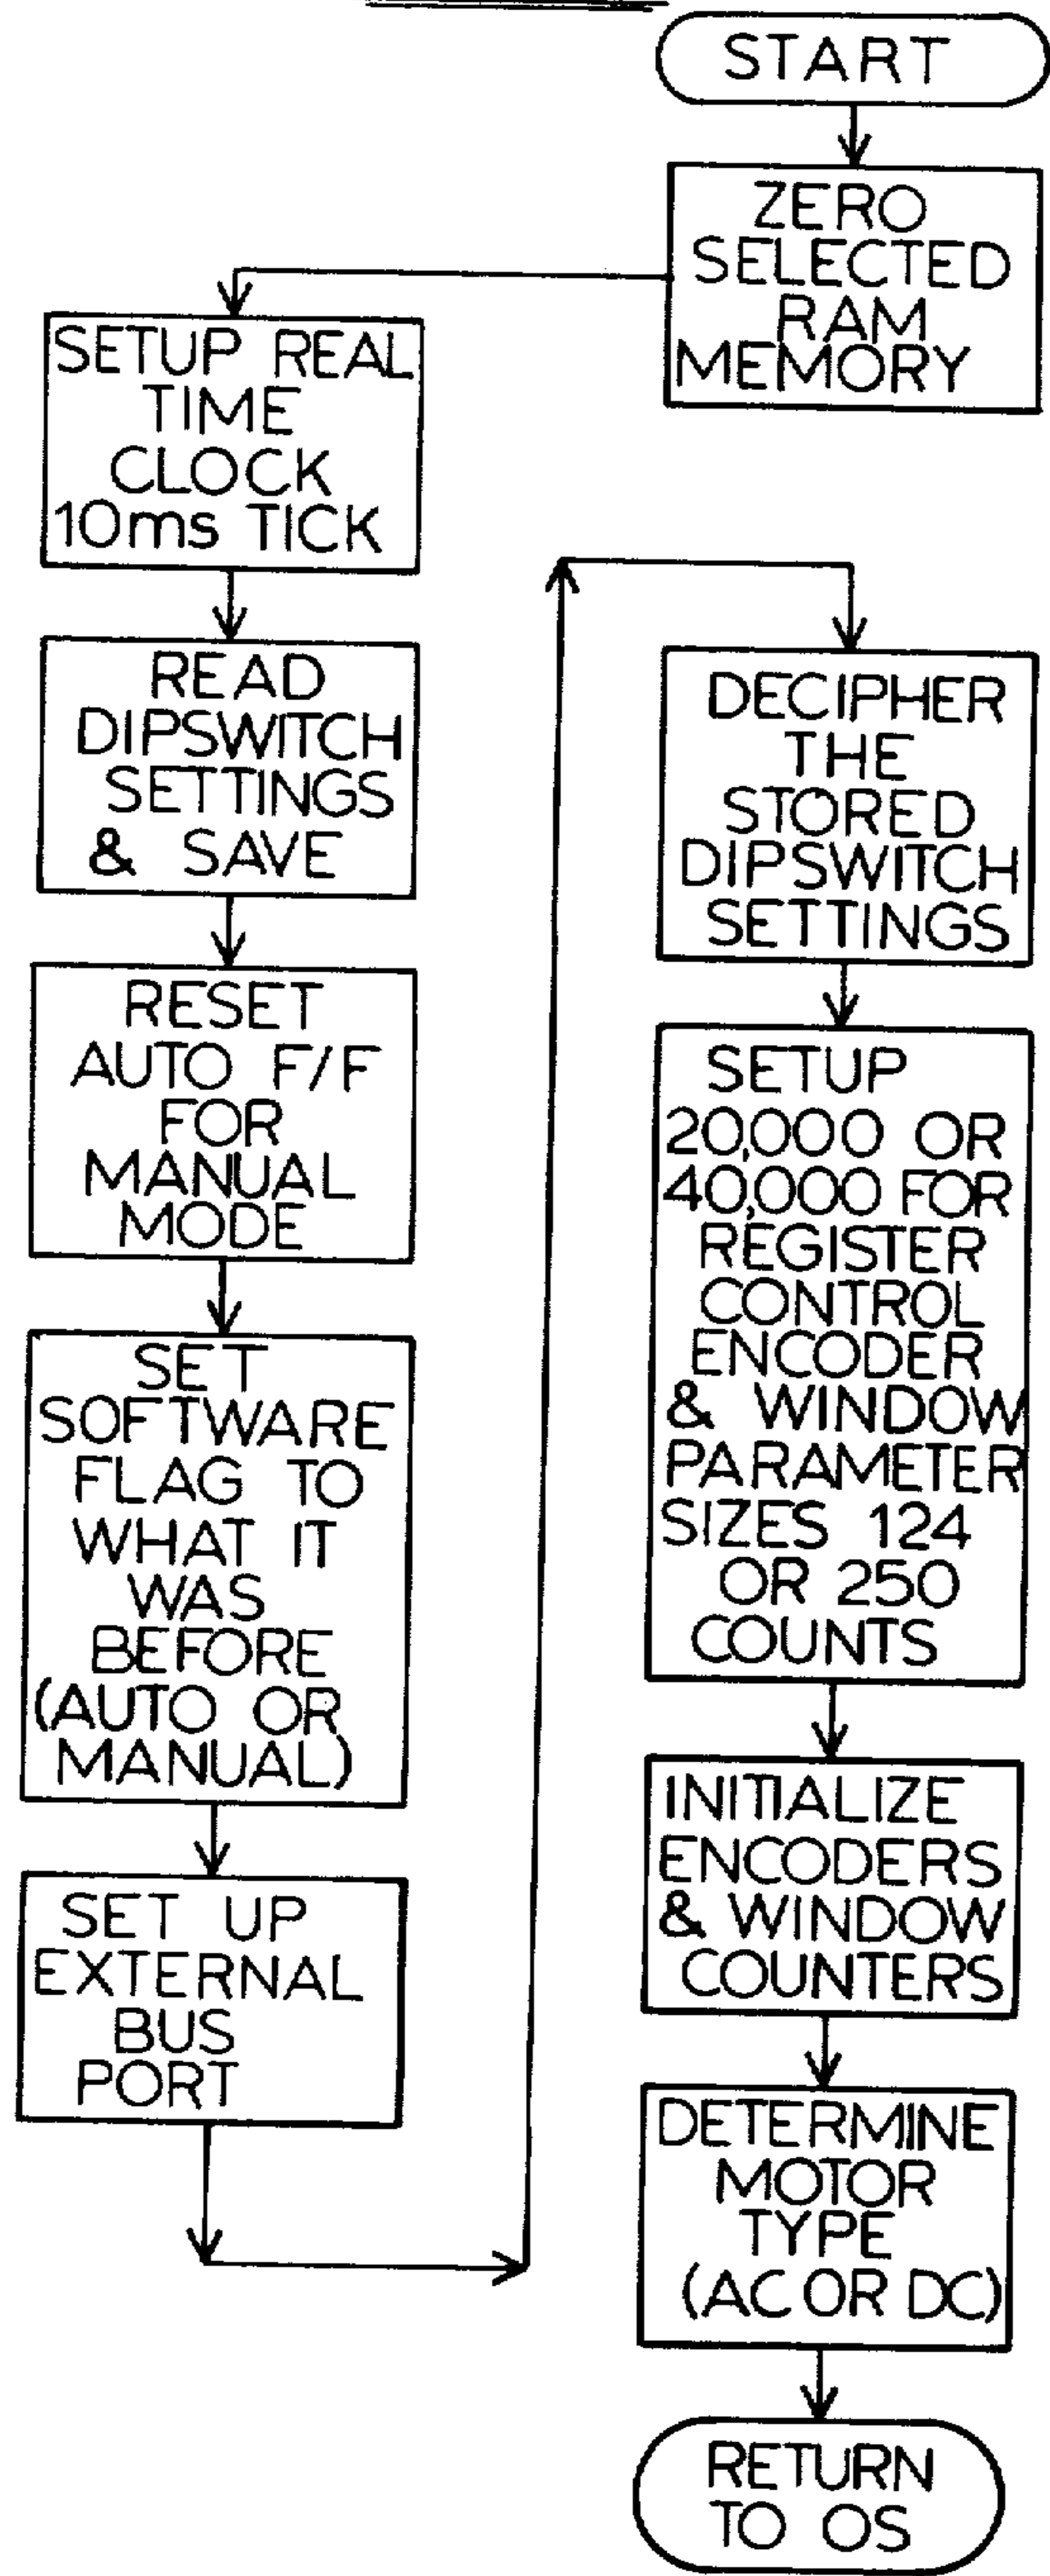 START
ZERO
SELECTED
RAM
MEMORY
SETUP REAL
TIME
CLOCK
10ms TICK
READ
DIPSWITCH
SETTINGS
& SAVE
RESET
AUTO F/F
FOR
MANUAL
MODE
SET
SOFTWARE
FLAG TO
WHAT IT
WAS
BEFORE
(AUTO OR
MANUAL)
SET UP
EXTERNAL
BUS
PORT
DECIPHER
THE
STORED
DIPSWITCH
SETTINGS
SETUP
20,000 OR
40,000 FOR
REGISTER
CONTROL
ENCODER
& WINDOW
PARAMETER
SIZES 124
OR 250
COUNTS
INITIALIZE
ENCODERS
& WINDOW
COUNTERS
DETERMINE
MOTOR
TYPE
(AC OR DC)
RETURN
TO OS